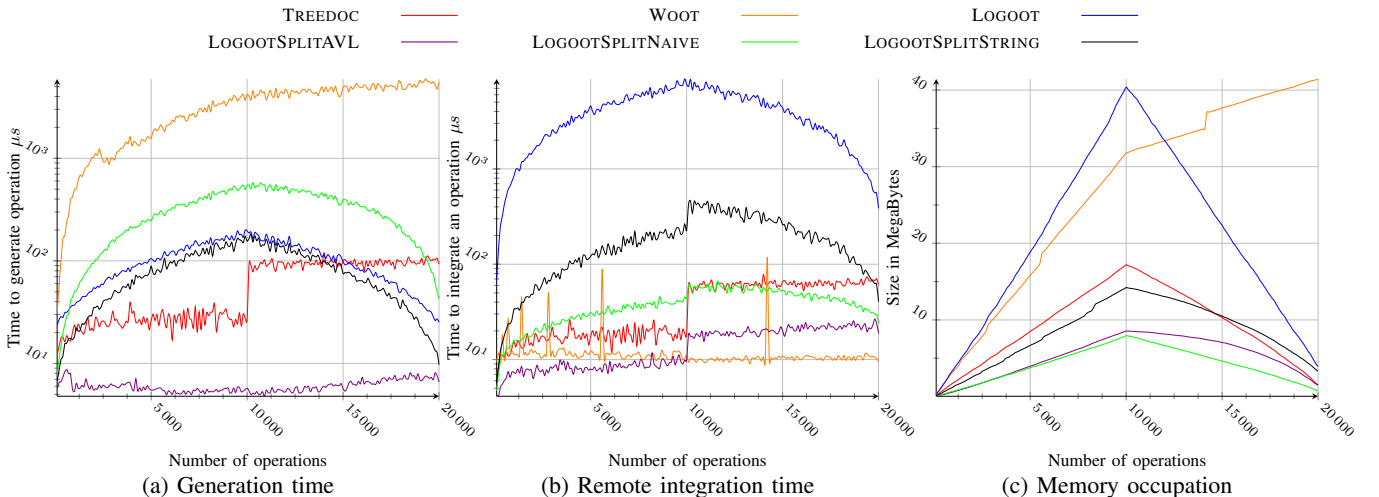 TREEDOC WOOT LOGOOT
LOGOOTSPLITAVL LOGOOTSPLITNAIVE LOGOOTSPLITSTRING
Time to generate operation µs
10^3
10^2
10^1
5 000
10 000
15 000
20 000
Number of operations
(a) Generation time
Time to integrate an operation µs
10^3
10^2
10^1
5 000
10 000
15 000
20 000
Number of operations
(b) Remote integration time
Size in MegaBytes
40
30
20
10
5 000
10 000
15 000
20 000
Number of operations
(c) Memory occupation